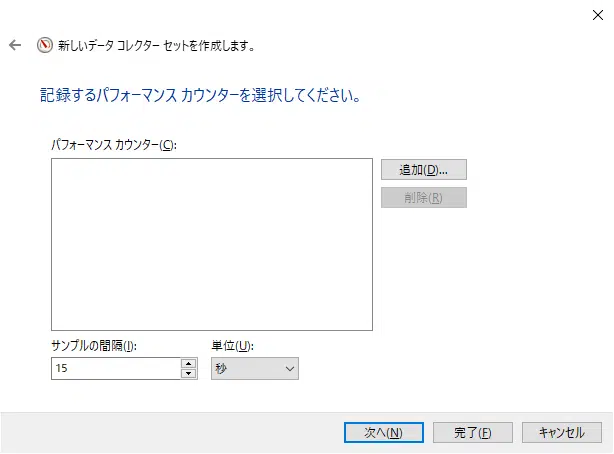 新しいデータ コレクター セットを作成します。
記録するパフォーマンス カウンターを選択してください。
パフォーマンス カウンター(C):
追加(D)...
削除(R)
サンプルの間隔(I): 単位(U):
15 秒
次へ(N) 完了(F) キャンセル